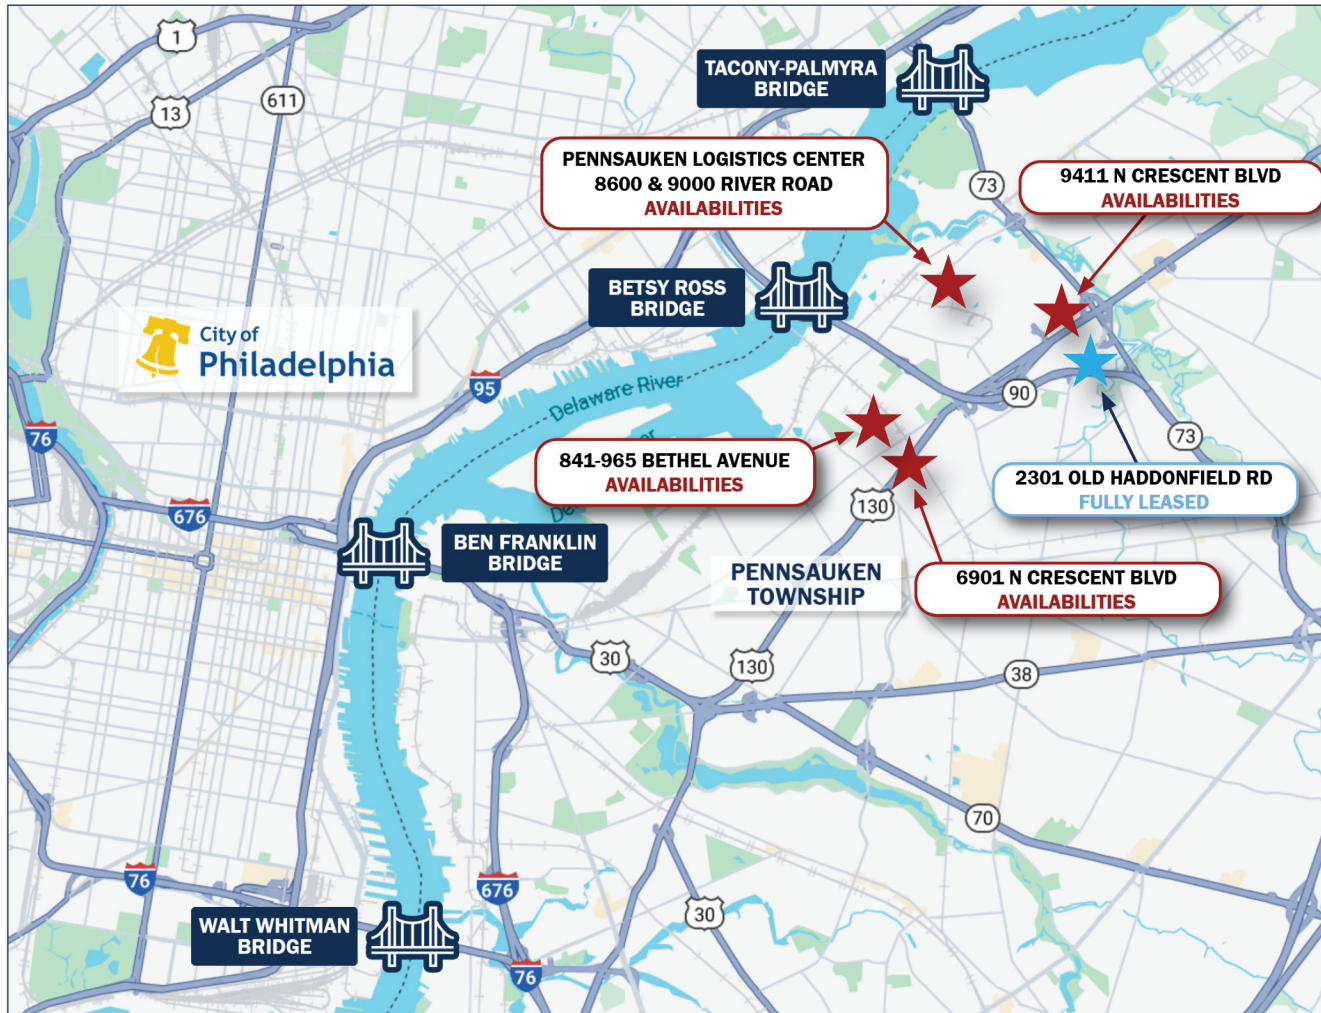 1
TACONY-PALMYRA
BRIDGE
13
611
PENNSAUKEN LOGISTICS CENTER
8600 & 9000 RIVER ROAD
AVAILABILITIES
73
9411 N CRESCENT BLVD
AVAILABILITIES
BETSY ROSS
BRIDGE
City of
Philadelphia
95
Delaware River
90
76
73
841-965 BETHEL AVENUE
AVAILABILITIES
2301 OLD HADDONFIELD RD
FULLY LEASED
676
130
BEN FRANKLIN
BRIDGE
PENNSAUKEN
TOWNSHIP
6901 N CRESCENT BLVD
AVAILABILITIES
30
130
38
70
76
676
30
WALT WHITMAN
BRIDGE
76